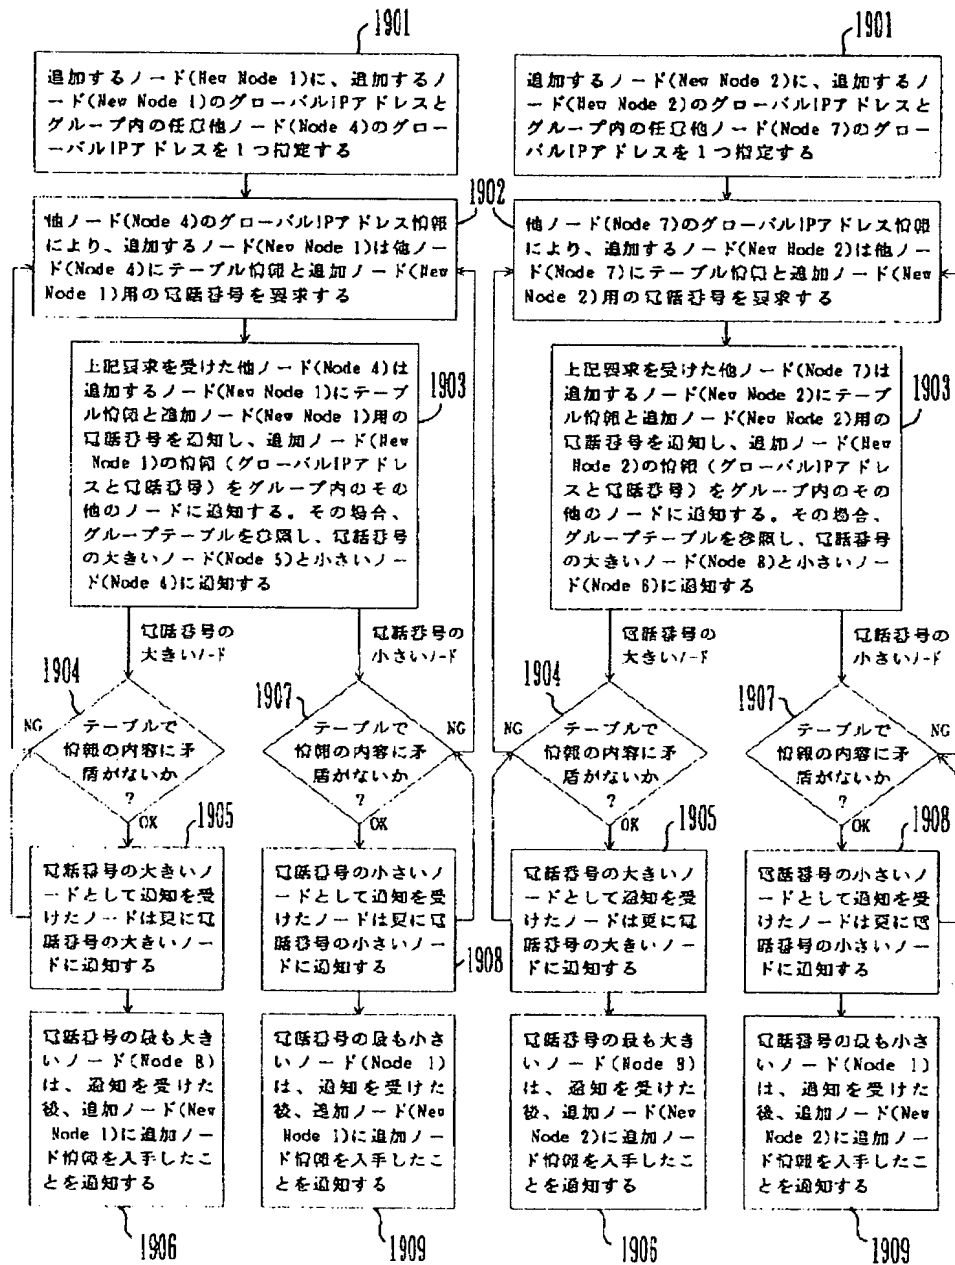 1901
追加するノード(New Node 1)に、追加するノ
ード(New Node 1)のグローバルIPアドレスと
グループ内の任意他ノード(Node 4)のグロー
バルIPアドレスを1つ指定する
1901
追加するノード(New Node 2)に、追加するノ
ード(New Node 2)のグローバルIPアドレスと
グループ内の任意他ノード(Node 7)のグロー
バルIPアドレスを1つ指定する
1902
他ノード(Node 4)のグローバルIPアドレス情報
により、追加するノード(New Node 1)は他ノード
(Node 4)にテーブル情報と追加ノード(New
Node 1)用の電話番号を要求する
他ノード(Node 7)のグローバルIPアドレス情報
により、追加するノード(New Node 2)は他ノー
ド(Node 7)にテーブル情報と追加ノード(New
Node 2)用の電話番号を要求する
上記要求を受けた他ノード(Node 4)は
追加するノード(New Node 1)にテーブ
ル情報と追加ノード(New Node 1)用の
電話番号を通知し、追加ノード(New
Node 1)の情報（グローバルIPアドレ
スと電話番号）をグループ内のその
他のノードに通知する。その場合、
グループテーブルを参照し、電話番号
の大きいノード(Node 5)と小さいノー
ド(Node 4)に通知する
1903
上記要求を受けた他ノード(Node 7)は
追加するノード(New Node 2)にテーブ
ル情報と追加ノード(New Node 2)用の
電話番号を通知し、追加ノード(New
Node 2)の情報（グローバルIPアドレ
スと電話番号）をグループ内のその
他のノードに通知する。その場合、
グループテーブルを参照し、電話番号
の大きいノード(Node 8)と小さいノー
ド(Node 6)に通知する
1903
電話番号の
大きいノード
電話番号の
小さいノード
電話番号の
大きいノード
電話番号の
小さいノード
1904
NG
テーブルで
情報の内容に矛
盾がないか
?
OK
1907
NG
テーブルで
情報の内容に矛
盾がないか
?
OK
1904
NG
テーブルで
情報の内容に矛
盾がないか
?
OK
1907
NG
テーブルで
情報の内容に矛
盾がないか
?
OK
1905
電話番号の大きいノ
ードとして通知を受
けたノードは更に電
話番号の大きいノード
に通知する
電話番号の小さいノ
ードとして通知を受
けたノードは更に電
話番号の小さいノー
ドに通知する
1908
1905
電話番号の大きいノ
ードとして通知を受
けたノードは更に電
話番号の大きいノー
ドに通知する
1908
電話番号の小さいノ
ードとして通知を受
けたノードは更に電
話番号の小さいノー
ドに通知する
電話番号の最も大き
いノード(Node 8)
は、通知を受けた
後、追加ノード(New
Node 1)に追加ノー
ド情報を入手したこ
とを通知する
1906
電話番号の最も小さ
いノード(Node 1)
は、通知を受けた
後、追加ノード(New
Node 1)に追加ノー
ド情報を入手したこ
とを通知する
1909
電話番号の最も大き
いノード(Node 9)
は、通知を受けた
後、追加ノード(New
Node 2)に追加ノー
ド情報を入手したこ
とを通知する
1906
電話番号の最も小さ
いノード(Node 1)
は、通知を受けた
後、追加ノード(New
Node 2)に追加ノー
ド情報を入手したこ
とを通知する
1909